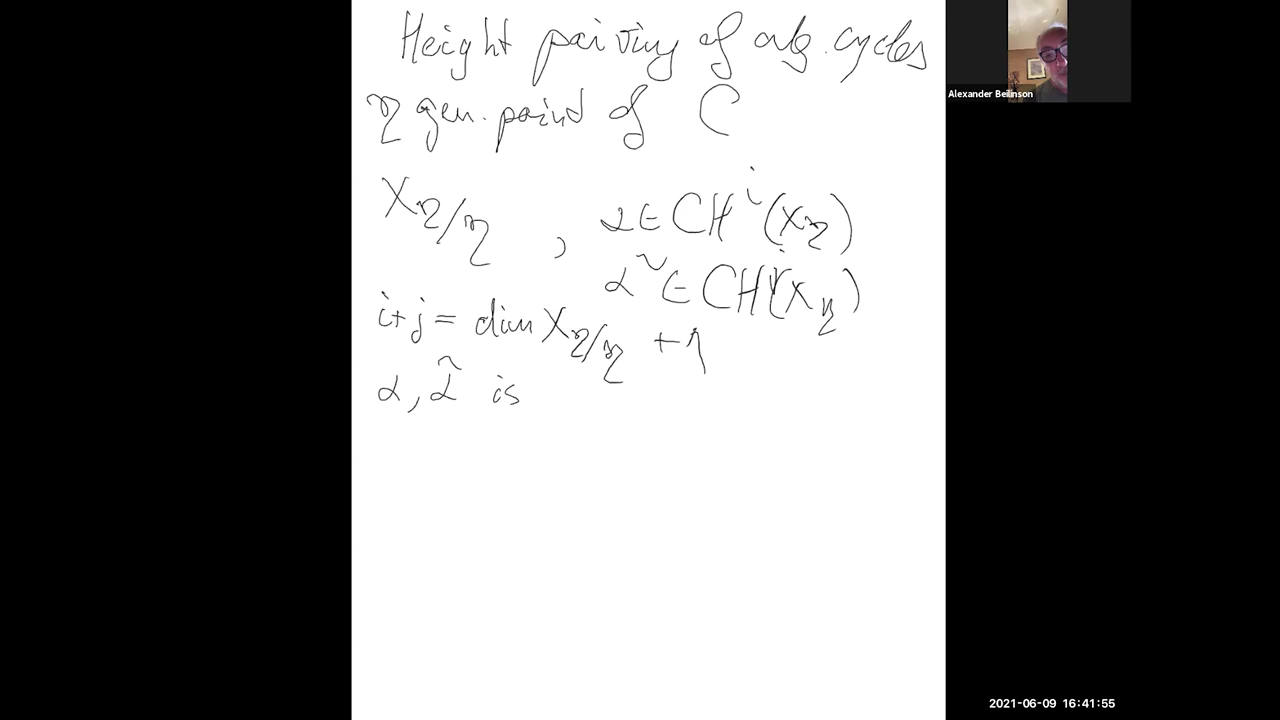 Height pairing of alg. cycles
η gen. point of C
X_η/η , α ∈ CH^i(X_η)
α~ ∈ CH^j(X_η)
i+j = dim X_η/η + 1
α, α~ is
Alexander Beilinson
2021-06-09 16:41:55